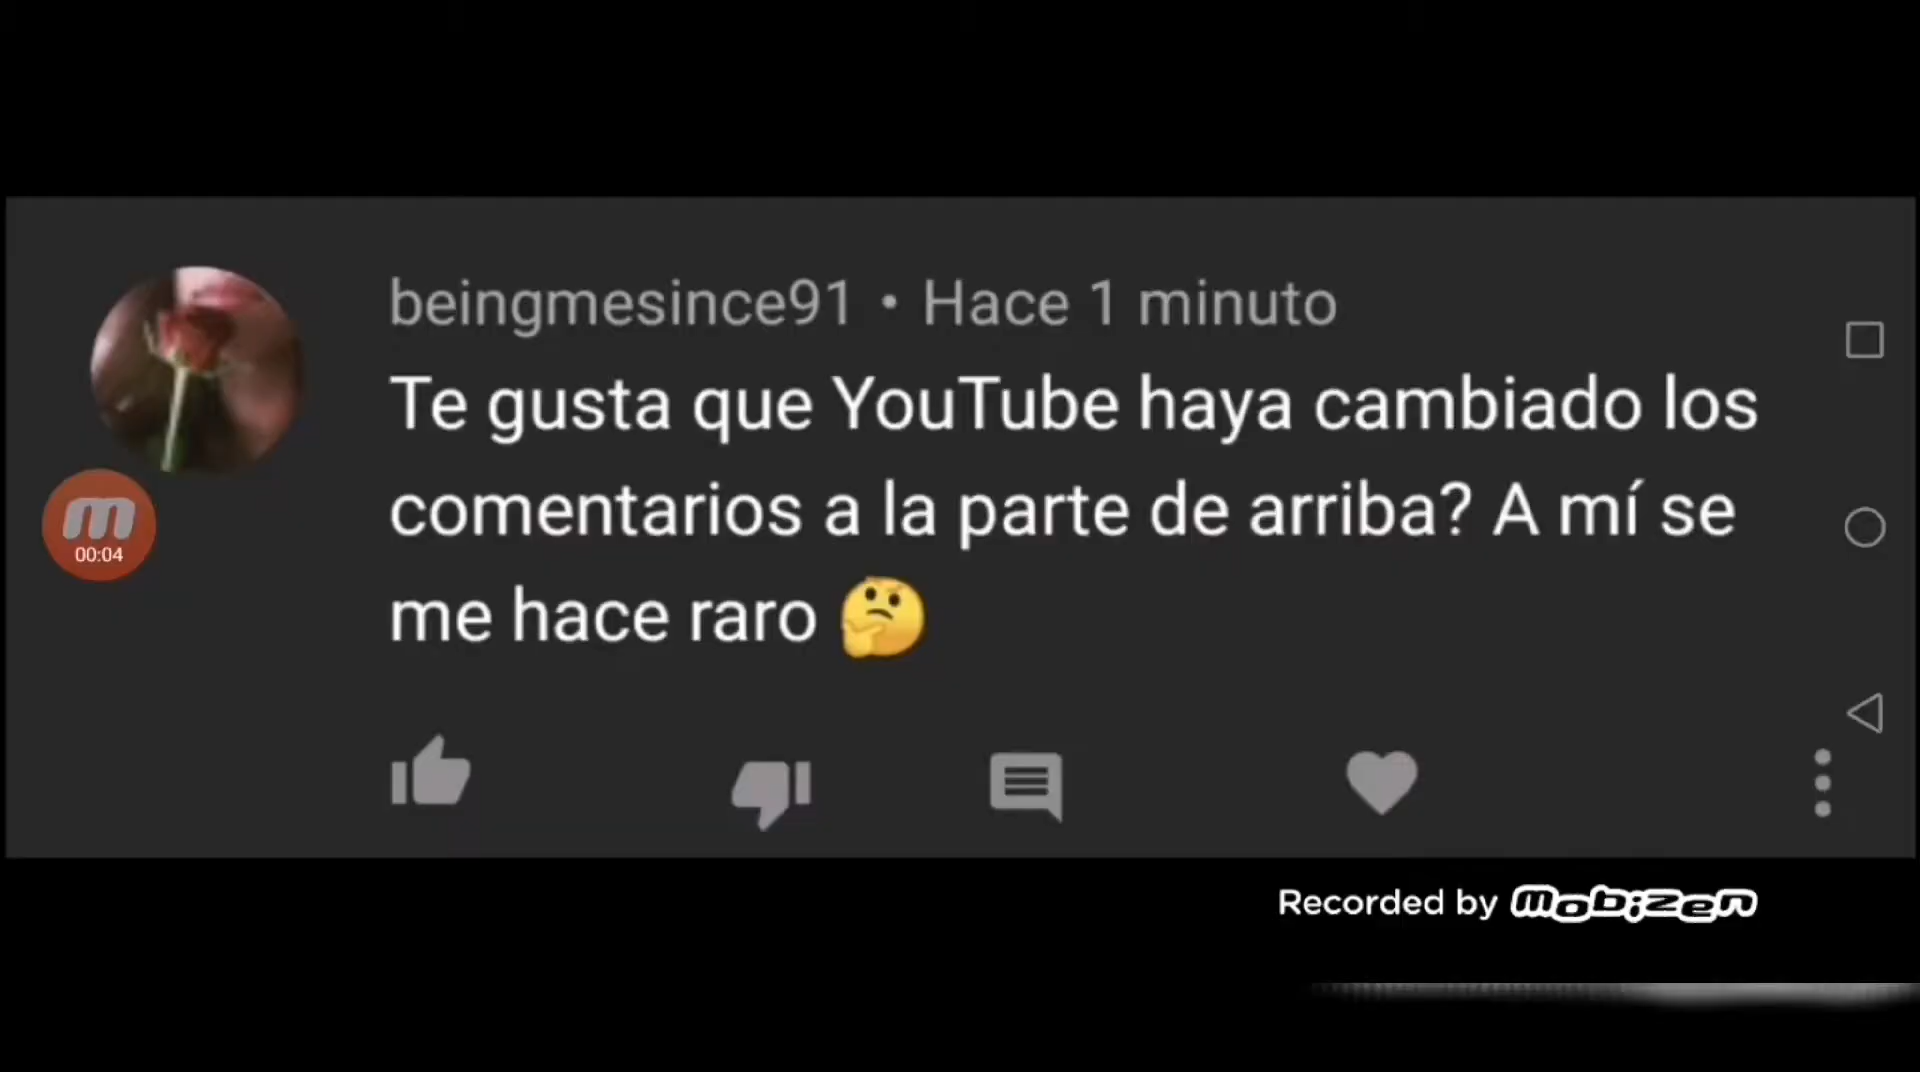 beingmesince91 • Hace 1 minuto
Te gusta que YouTube haya cambiado los
comentarios a la parte de arriba? A mí se
me hace raro 🤔
m
00:04
Recorded by mobizen